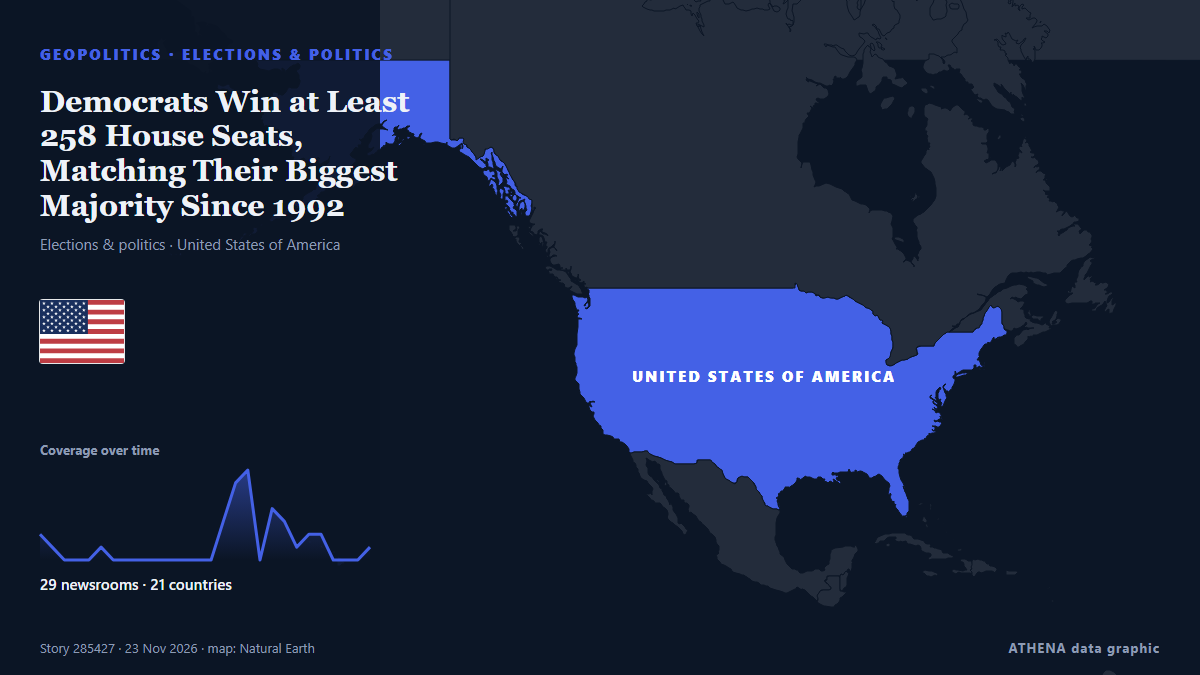 GEOPOLITICS · ELECTIONS & POLITICS
Democrats Win at Least
258 House Seats,
Matching Their Biggest
Majority Since 1992
Elections & politics · United States of America
UNITED STATES OF AMERICA
Coverage over time
29 newsrooms · 21 countries
Story 285427 · 23 Nov 2026 · map: Natural Earth
ATHENA data graphic